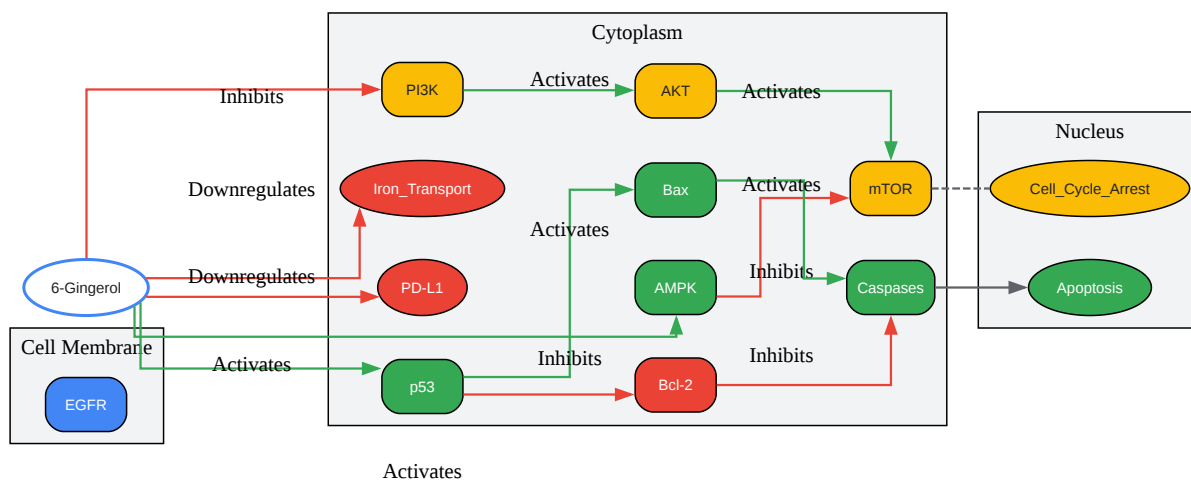 Cytoplasm
PI3K
Activates
AKT
Activates
Inhibits
Nucleus
Iron_Transport
Downregulates
Bax
Activates
mTOR
Cell_Cycle_Arrest
Activates
6-Gingerol
Downregulates
PD-L1
AMPK
Inhibits
Caspases
Apoptosis
Cell Membrane
Activates
Inhibits
Inhibits
p53
Bcl-2
EGFR
Activates